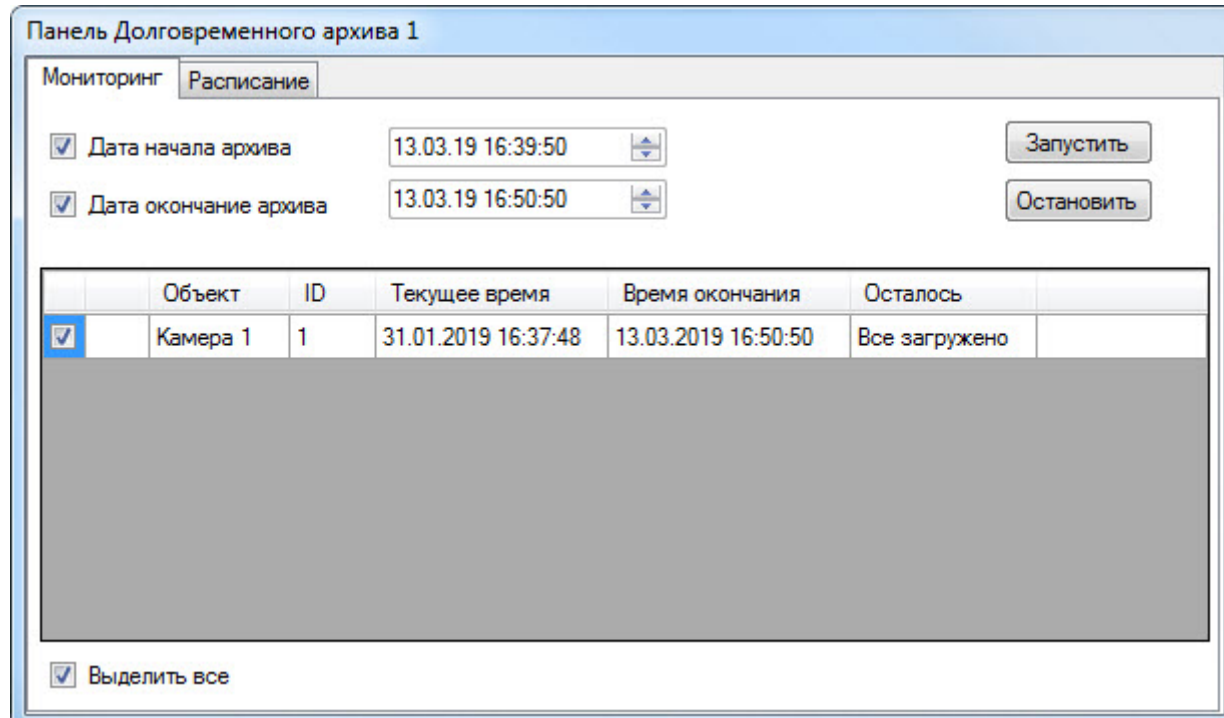 Панель Долговременного архива 1
Мониторинг Расписание
Дата начала архива 13.03.19 16:39:50 Запустить
Дата окончание архива 13.03.19 16:50:50 Остановить
Объект ID Текущее время Время окончания Осталось
Камера 1 1 31.01.2019 16:37:48 13.03.2019 16:50:50 Все загружено
Выделить все